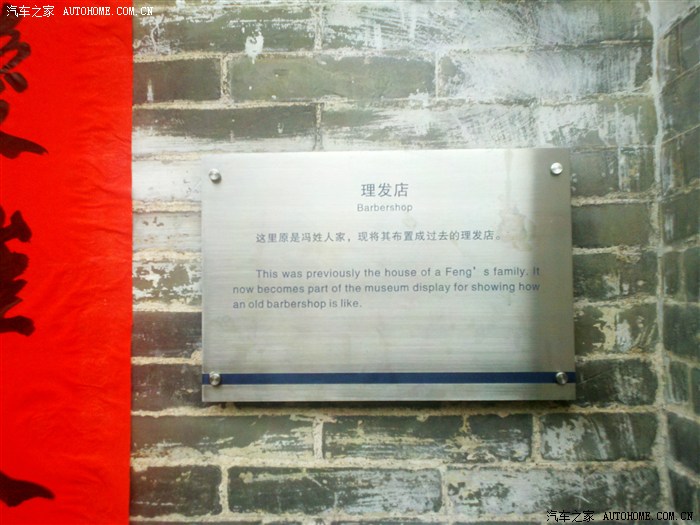 汽车之家 AUTOHOME.COM.CN
理发店
Barbershop
这里原是冯姓人家，现将其布置成过去的理发店。
This was previously the house of a Feng’s family. It
now becomes part of the museum display for showing how
an old barbershop is like.
汽车之家 AUTOHOME.COM.CN